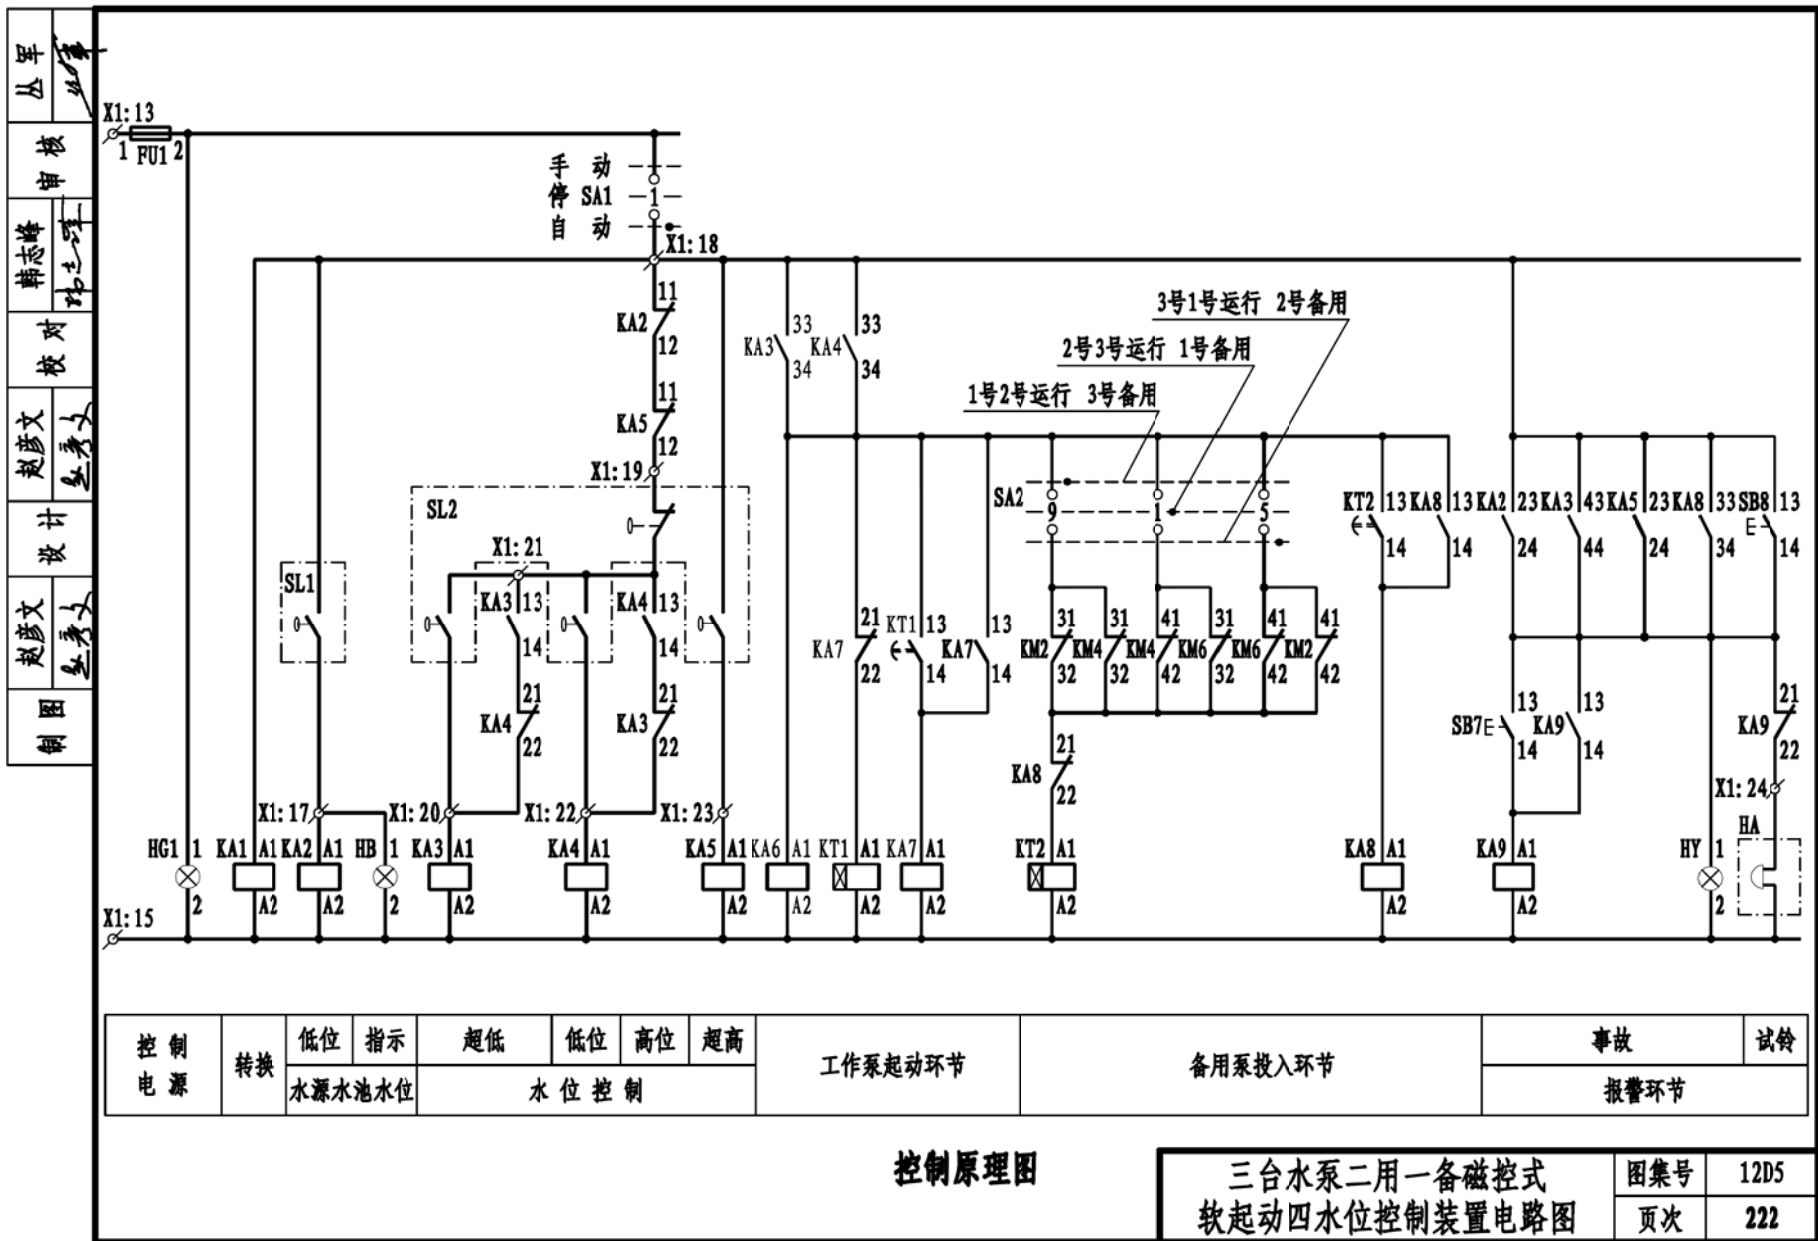 丛 军
审 核
韩志峰
校 对
赵彦文
设 计
赵彦文
制 图
X1:13
1 FU1 2
手 动
停 SA1 1
自 动
X1:18
11
KA2
12
11
KA5
12
X1:19
SL2
X1:21
SL1
KA3 13
14
KA4 13
14
21
KA4
22
21
KA3
22
33
KA3
34
33
KA4
34
3号1号运行 2号备用
2号3号运行 1号备用
1号2号运行 3号备用
SA2
9 1 5
21
KA7
22
KT1 13
14
13
KA7
14
31
KM2
32
31
KM4
32
41
KM4
42
31
KM6
32
41
KM6
42
41
KM2
42
21
KA8
22
KT2 13
14
KA8 13
14
KA2 23
24
KA3 43
44
KA5 23
24
KA8 33
34
SB8 13
14
13
SB7
14
13
KA9
14
21
KA9
22
X1:24
HA
X1:17
X1:20
X1:22
X1:23
HG1 1
2
KA1 A1
A2
KA2 A1
A2
HB 1
2
KA3 A1
A2
KA4 A1
A2
KA5 A1
A2
KA6 A1
A2
KT1 A1
A2
KA7 A1
A2
KT2 A1
A2
KA8 A1
A2
KA9 A1
A2
HY 1
2
X1:15
控 制
电 源
转换
低位 指示
水源水池水位
超低 低位 高位 超高
水 位 控 制
工作泵起动环节
备用泵投入环节
事故 试铃
报警环节
控制原理图
三台水泵二用一备磁控式
软起动四水位控制装置电路图
图集号 12D5
页次 222